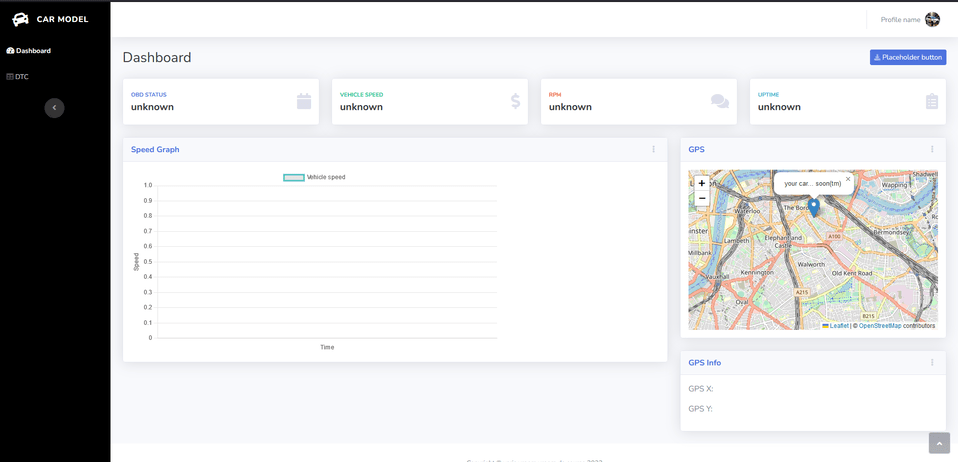 CAR MODEL
Profile name
Dashboard
DTC
Dashboard
Placeholder button
OBD STATUS
unknown
VEHICLE SPEED
unknown
RPM
unknown
UPTIME
unknown
Speed Graph
Vehicle speed
1.0
0.9
0.8
0.7
0.6
0.5
0.4
0.3
0.2
0.1
0
Speed
Time
GPS
+
−
your car... soon(tm)
×
Shadwell
Wapping
The Bor
Waterloo
Bermondsey
Lambeth
Elephant and
Castle
A100
Millbank
Walworth
Kennington
Old Kent Road
Vauxhall
A215
Oval
B215
Leaflet | © OpenStreetMap contributors
GPS Info
GPS X:
GPS Y: